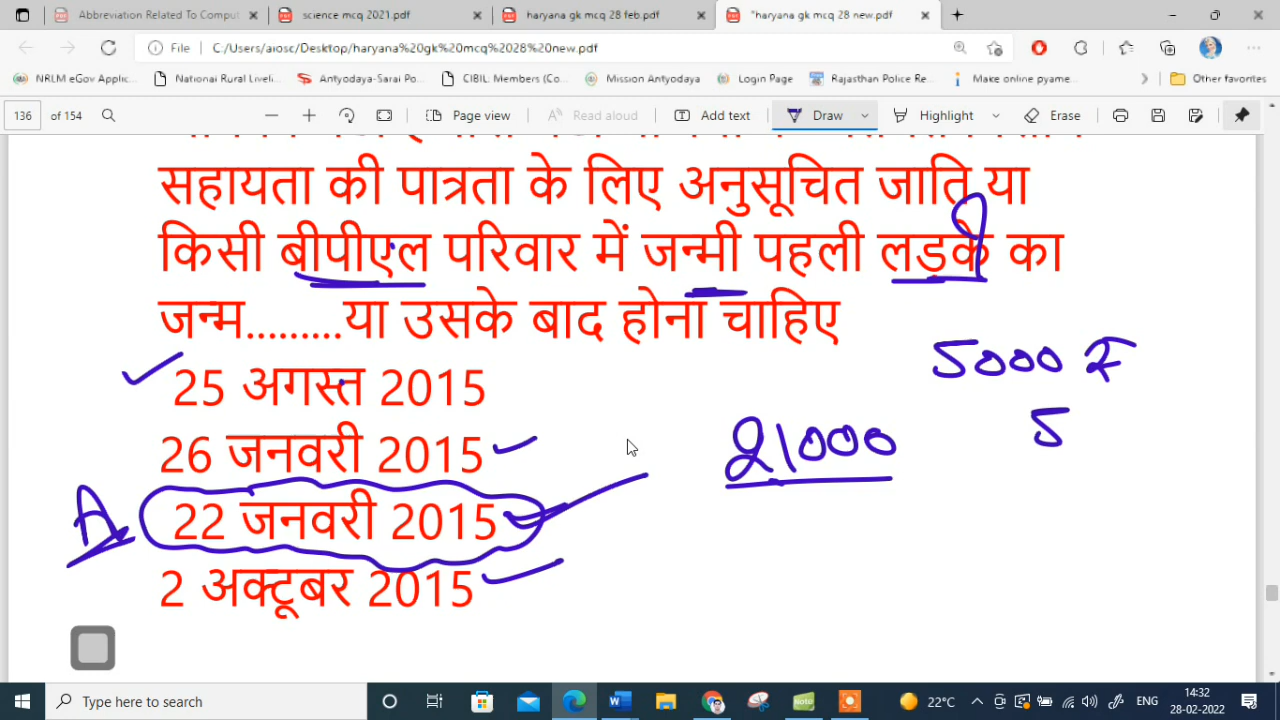 Abbreviation Related To Comput
science mcq 2021.pdf
haryana gk mcq 28 feb.pdf
*haryana gk mcq 28 new.pdf
File
C:/Users/aiosc/Desktop/haryana%20gk%20mcq%2028%20new.pdf
NRLM eGov Applic...
National Rural Liveli...
Antyodaya-Sarai Po...
CIBIL: Members (Co...
Mission Antyodaya
Login Page
Rajasthan Police Re...
Make online pyame...
Other favorites
136 of 154
Page view
Read aloud
Add text
Draw
Highlight
Erase
सहायता की पात्रता के लिए अनुसूचित जाति या
किसी बीपीएल परिवार में जन्मी पहली लड़के का
जन्म.........या उसके बाद होना चाहिए
5000 ₹
25 अगस्त 2015
5
26 जनवरी 2015
21000
A 22 जनवरी 2015
2 अक्टूबर 2015
Type here to search
22°C
ENG
14:32
28-02-2022